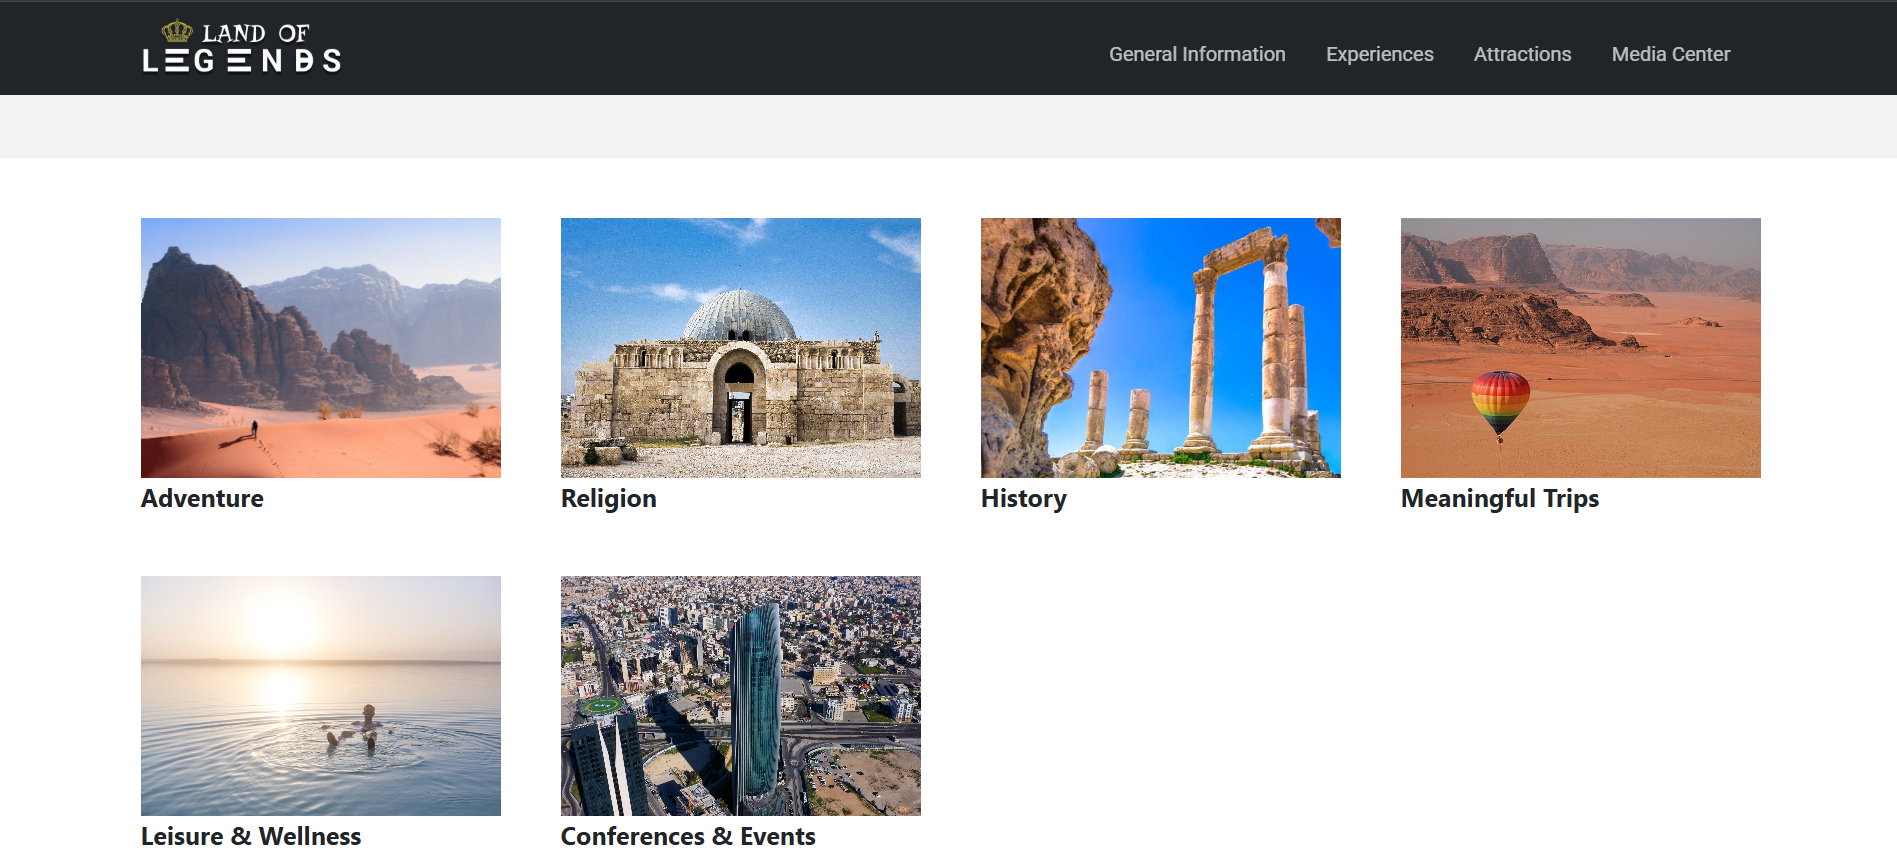 LAND OF
LEGENDS
General Information Experiences Attractions Media Center
Adventure Religion History Meaningful Trips
Leisure & Wellness Conferences & Events